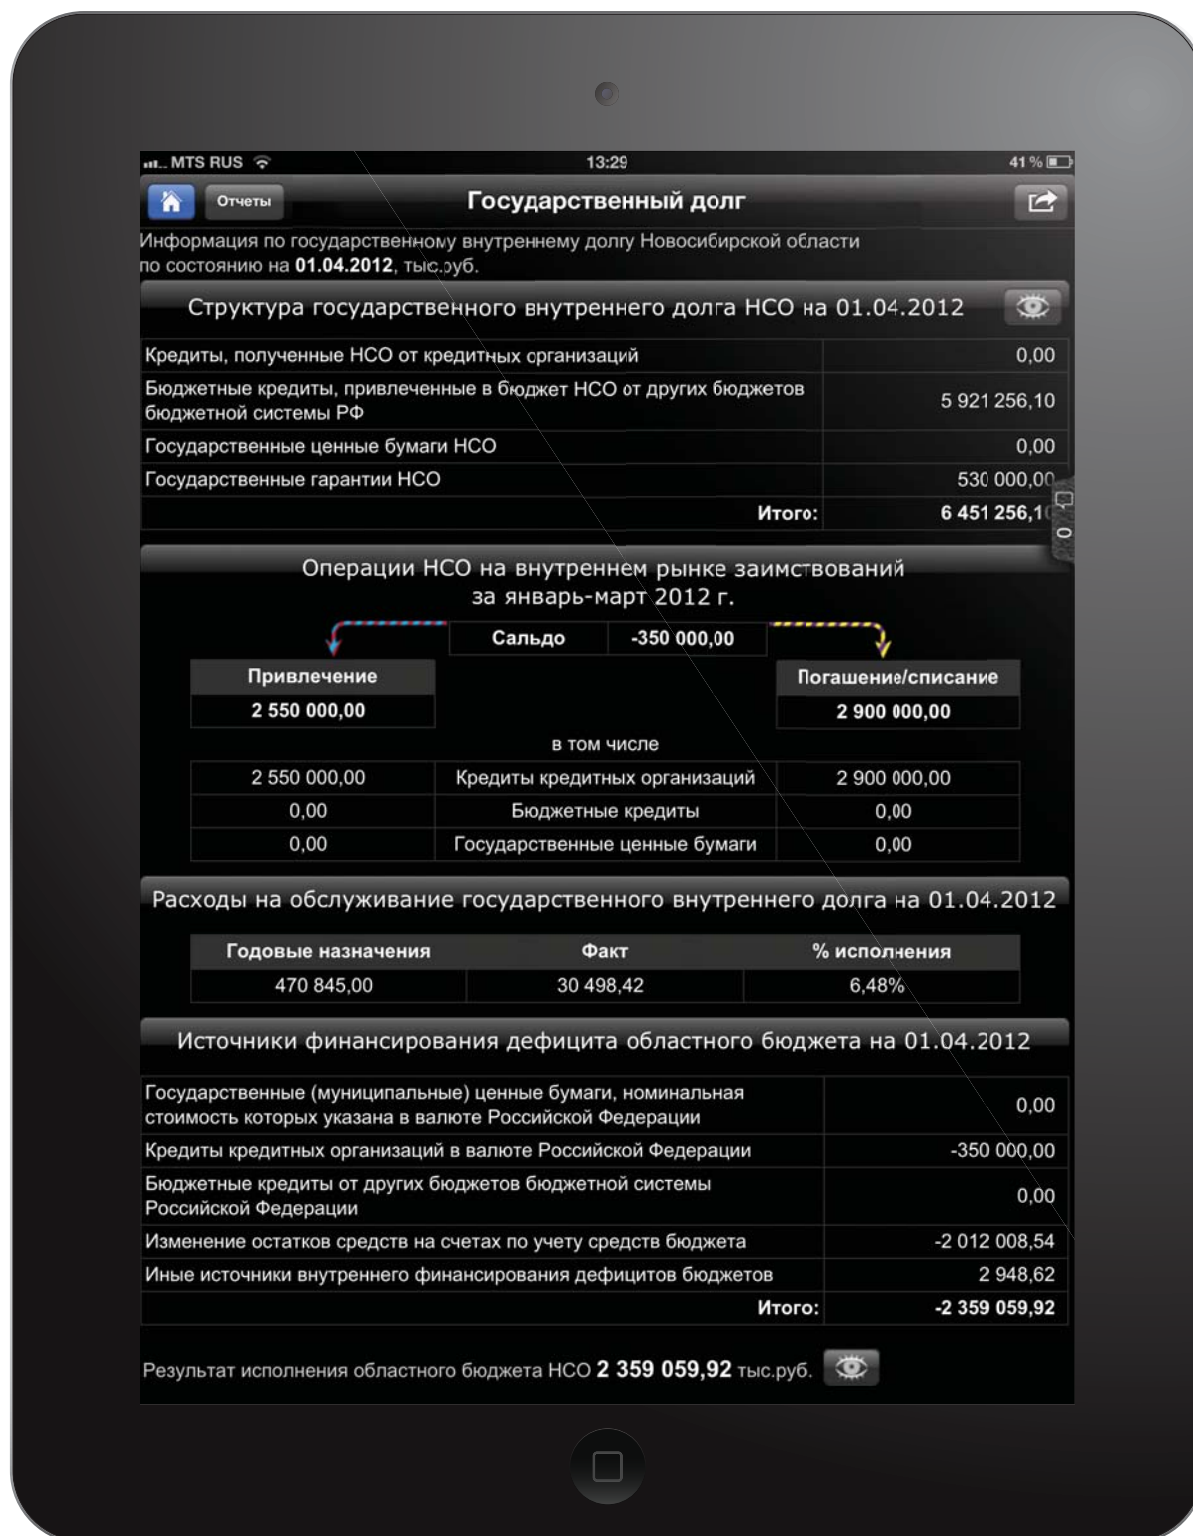 MTS RUS 13:29 41 %
Отчеты Государственный долг
Информация по государственному внутреннему долгу Новосибирской области
по состоянию на 01.04.2012, тыс.руб.
Структура государственного внутреннего долга НСО на 01.04.2012
Кредиты, полученные НСО от кредитных организаций 0,00
Бюджетные кредиты, привлеченные в бюджет НСО от других бюджетов
бюджетной системы РФ 5 921 256,10
Государственные ценные бумаги НСО 0,00
Государственные гарантии НСО 530 000,00
Итого: 6 451 256,10
0
Операции НСО на внутреннем рынке заимствований
за январь-март 2012 г.
Сальдо -350 000,00
Привлечение Погашение/списание
2 550 000,00 2 900 000,00
в том числе
2 550 000,00 Кредиты кредитных организаций 2 900 000,00
0,00 Бюджетные кредиты 0,00
0,00 Государственные ценные бумаги 0,00
Расходы на обслуживание государственного внутреннего долга на 01.04.2012
Годовые назначения Факт % исполнения
470 845,00 30 498,42 6,48%
Источники финансирования дефицита областного бюджета на 01.04.2012
Государственные (муниципальные) ценные бумаги, номинальная
стоимость которых указана в валюте Российской Федерации 0,00
Кредиты кредитных организаций в валюте Российской Федерации -350 000,00
Бюджетные кредиты от других бюджетов бюджетной системы
Российской Федерации 0,00
Изменение остатков средств на счетах по учету средств бюджета -2 012 008,54
Иные источники внутреннего финансирования дефицитов бюджетов 2 948,62
Итого: -2 359 059,92
Результат исполнения областного бюджета НСО 2 359 059,92 тыс.руб.